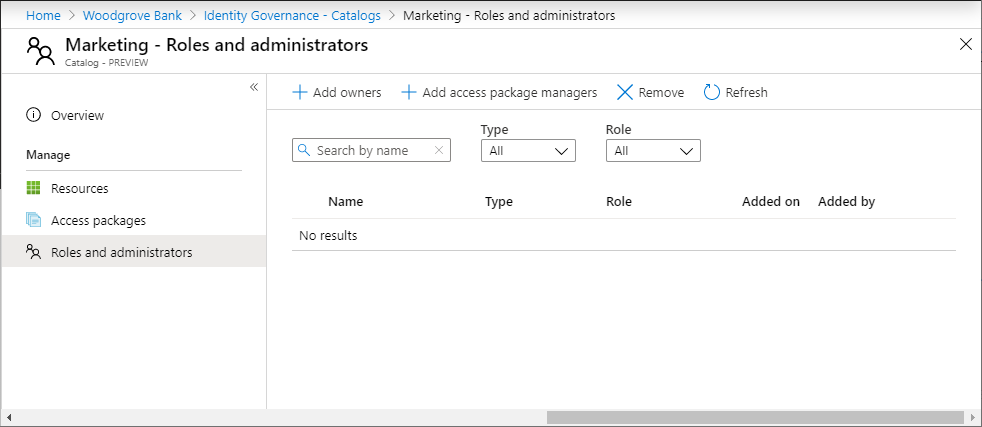 Home > Woodgrove Bank > Identity Governance - Catalogs > Marketing - Roles and administrators
Marketing - Roles and administrators
Catalog - PREVIEW
Overview
Manage
Resources
Access packages
Roles and administrators
Add owners Add access package managers Remove Refresh
Type Role
Search by name All All
Name Type Role Added on Added by
No results